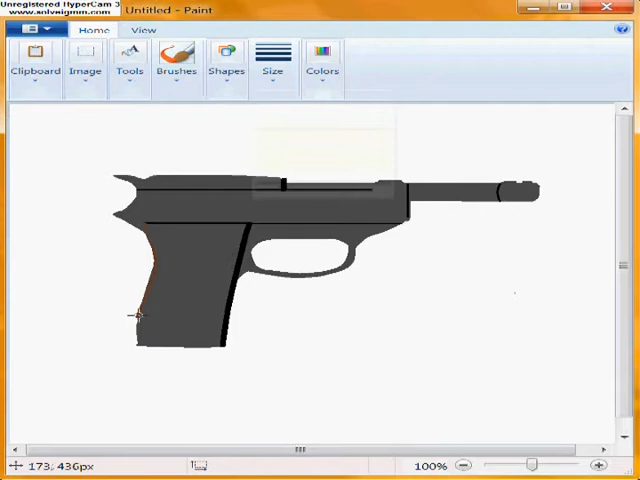 Unregistered HyperCam 3
www.solveigmm.com
Untitled - Paint
Home View
Clipboard Image Tools Brushes Shapes Size Colors
173, 436px
100%